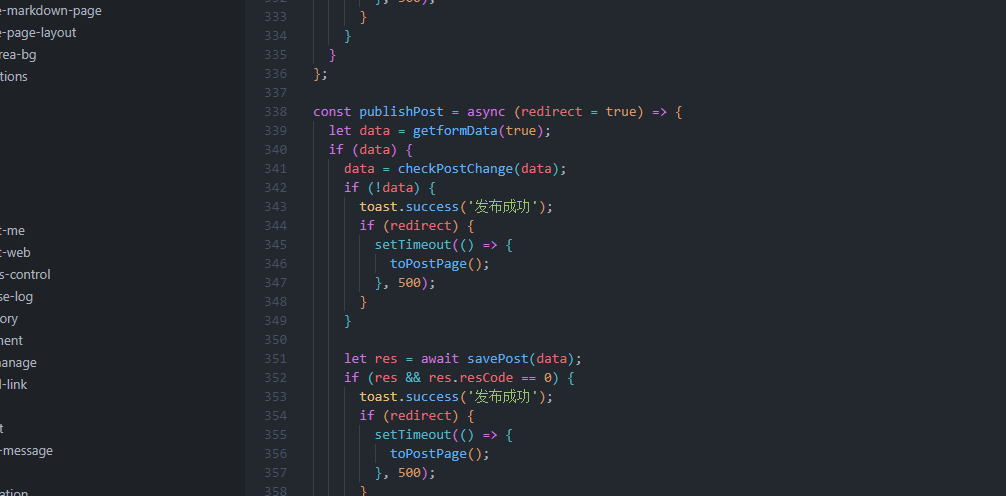 e-markdown-page
e-page-layout
rea-bg
tions
t-me
t-web
s-control
se-log
ory
ment
nanage
l-link
t
-message
ation
332 }, 500);
333 }
334 }
335 }
336 };
337
338 const publishPost = async (redirect = true) => {
339 let data = getformData(true);
340 if (data) {
341 data = checkPostChange(data);
342 if (!data) {
343 toast.success('发布成功');
344 if (redirect) {
345 setTimeout(() => {
346 toPostPage();
347 }, 500);
348 }
349 }
350
351 let res = await savePost(data);
352 if (res && res.resCode == 0) {
353 toast.success('发布成功');
354 if (redirect) {
355 setTimeout(() => {
356 toPostPage();
357 }, 500);
358 }